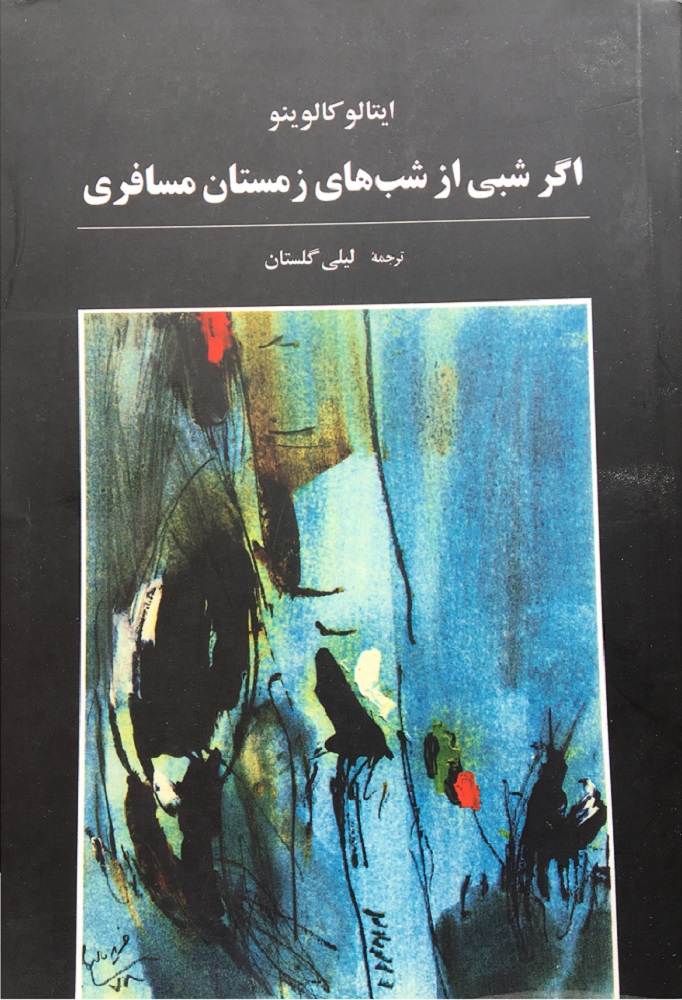 ایتالو کالوینو
اگر شبی از شب‌های زمستان مسافری
ترجمهٔ لیلی گلستان